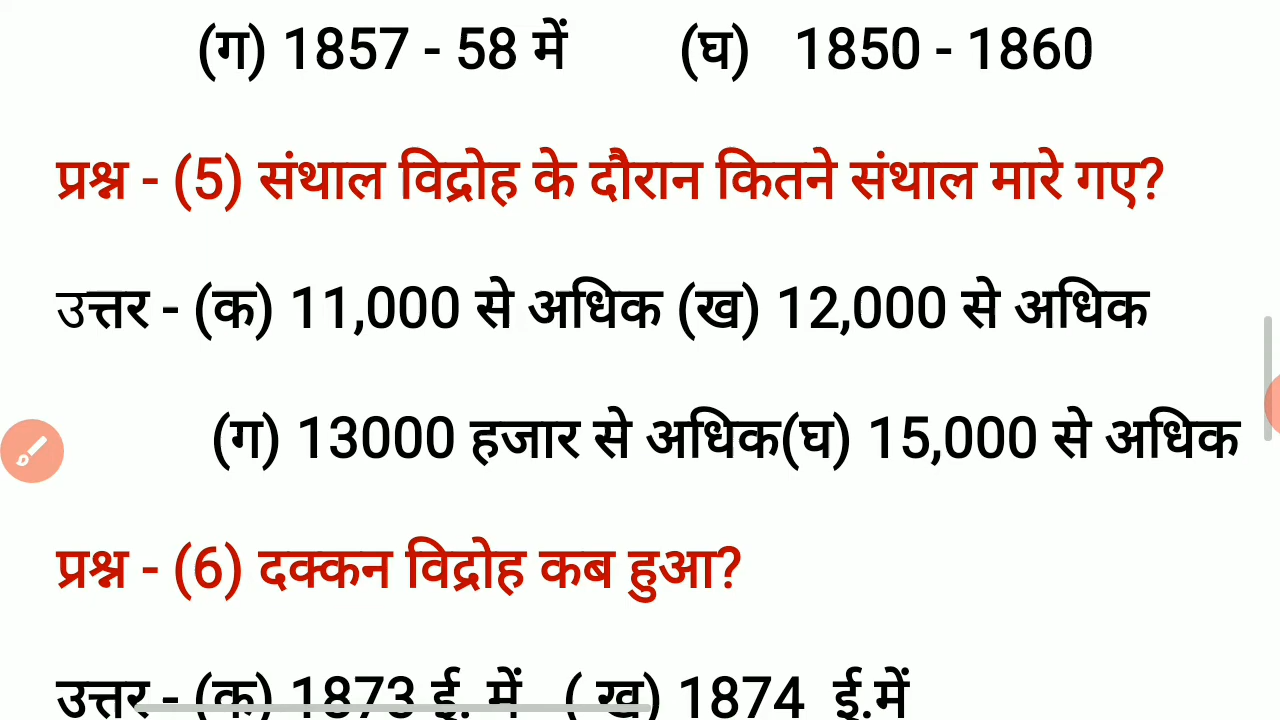 (ग) 1857 - 58 में (घ) 1850 - 1860
प्रश्न - (5) संथाल विद्रोह के दौरान कितने संथाल मारे गए?
उत्तर - (क) 11,000 से अधिक (ख) 12,000 से अधिक
(ग) 13000 हजार से अधिक(घ) 15,000 से अधिक
प्रश्न - (6) दक्कन विद्रोह कब हुआ?
उत्तर - (क) 1873 ई. में ( ख) 1874 ई.में